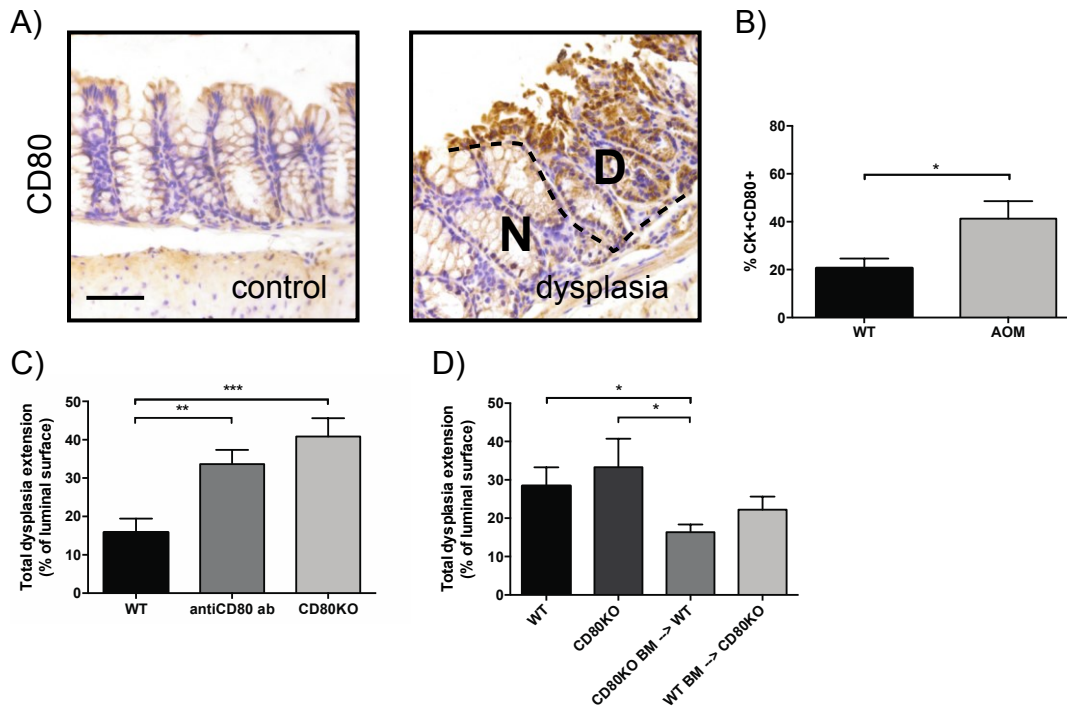 A)
CD80
control
N
D
dysplasia
B)
% CK+CD80+
80
60
40
20
0
*
WT
AOM
C)
Total dysplasia extension
(% of luminal surface)
50
40
30
20
10
0
***
**
WT
antiCD80 ab
CD80KO
D)
Total dysplasia extension
(% of luminal surface)
50
40
30
20
10
0
*
*
WT
CD80KO
CD80KO BM --> WT
WT BM --> CD80KO